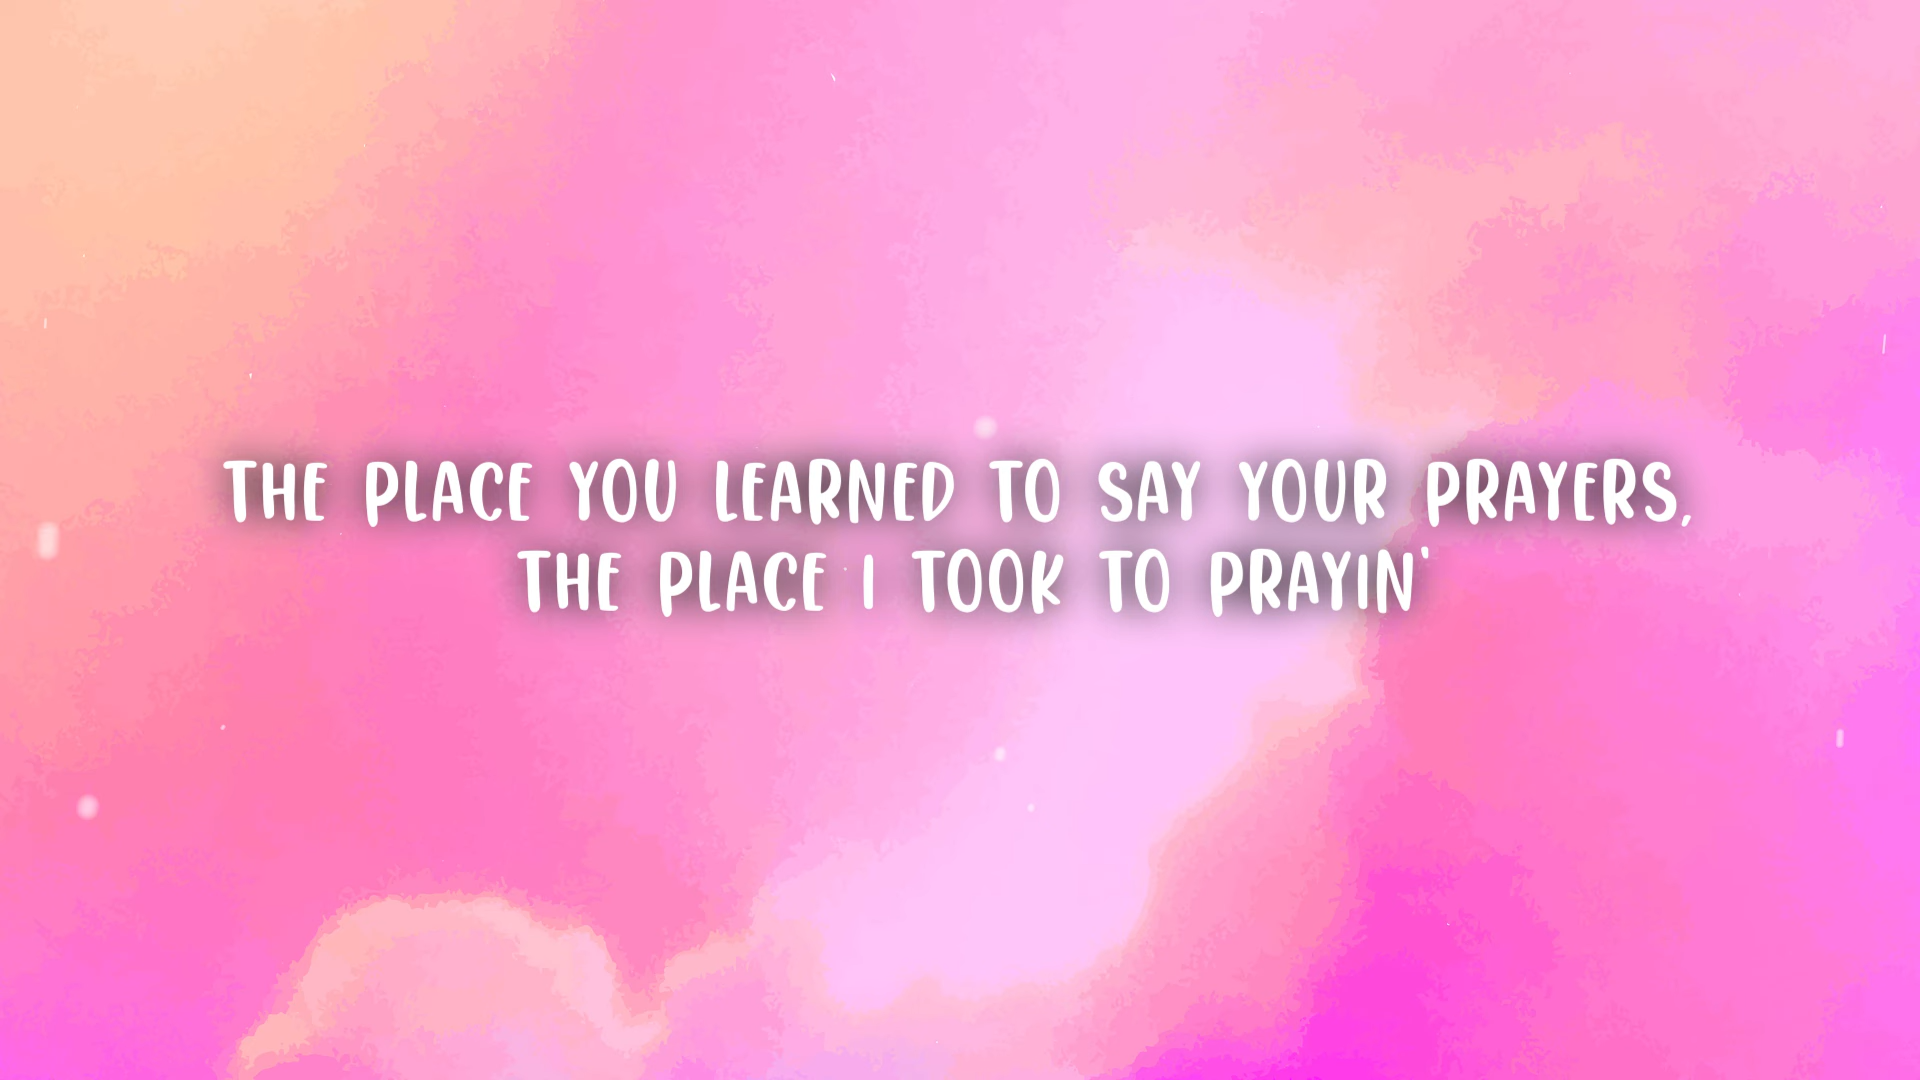 THE PLACE YOU LEARNED TO SAY YOUR PRAYERS,
THE PLACE I TOOK TO PRAYIN'